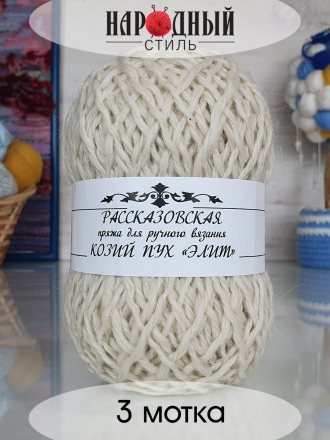 НАРОДНЫЙ
СТИЛЬ
РАССКАЗОВСКАЯ
пряжа для ручного вязания
КОЗИЙ ПУХ «ЭЛИТ»
3 мотка